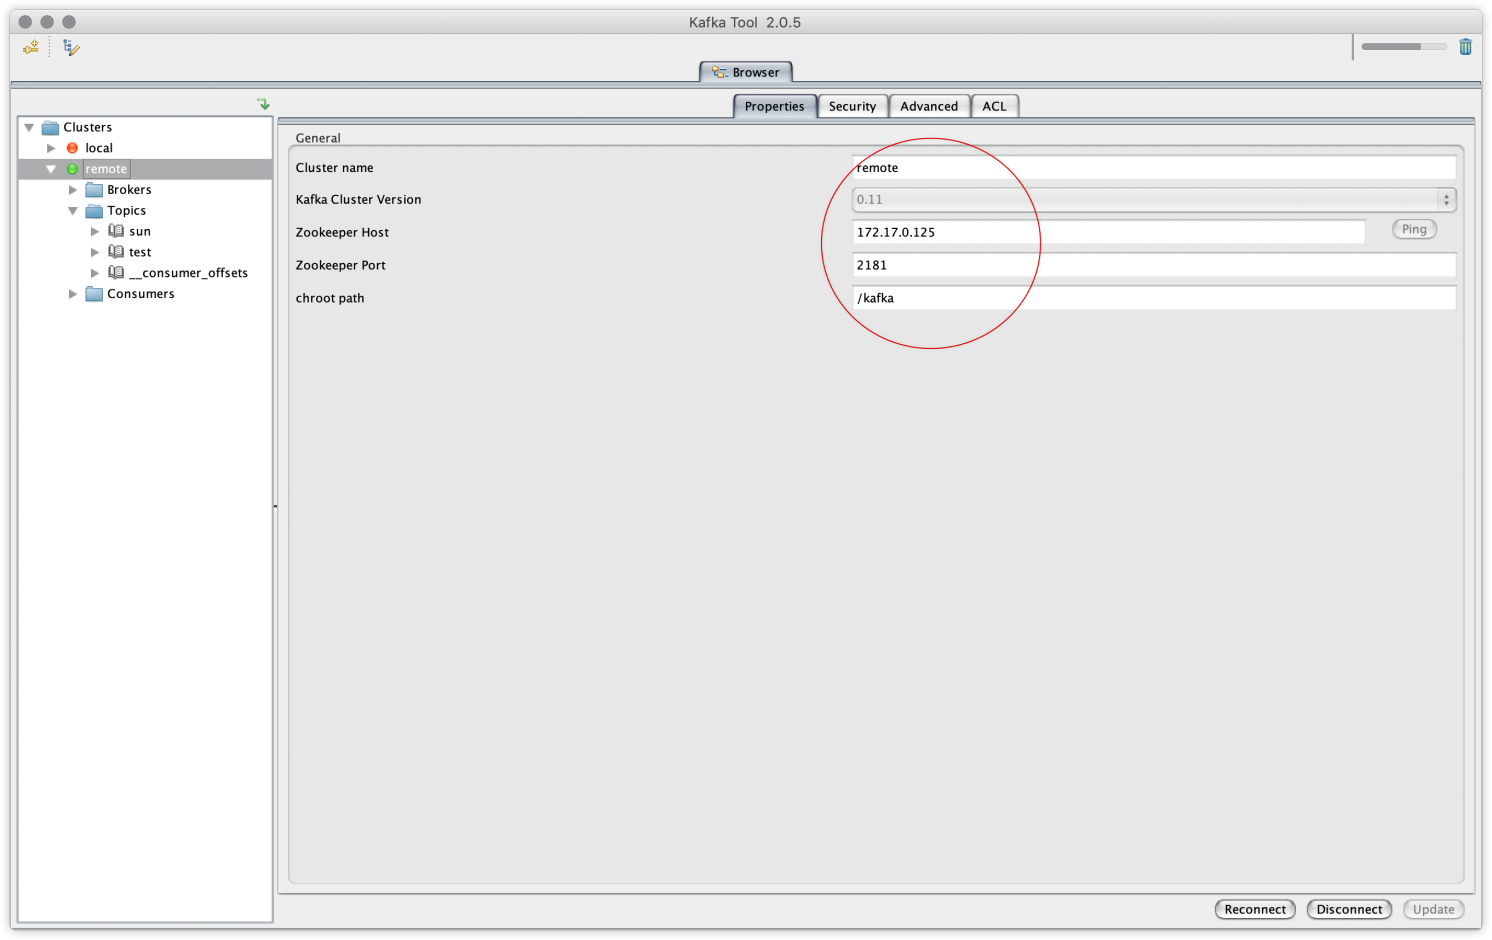 Kafka Tool  2.0.5
Browser
Properties Security Advanced ACL
Clusters
local
remote
Brokers
Topics
sun
test
__consumer_offsets
Consumers
General
Cluster name remote
Kafka Cluster Version 0.11
Zookeeper Host 172.17.0.125 Ping
Zookeeper Port 2181
chroot path /kafka
Reconnect Disconnect Update